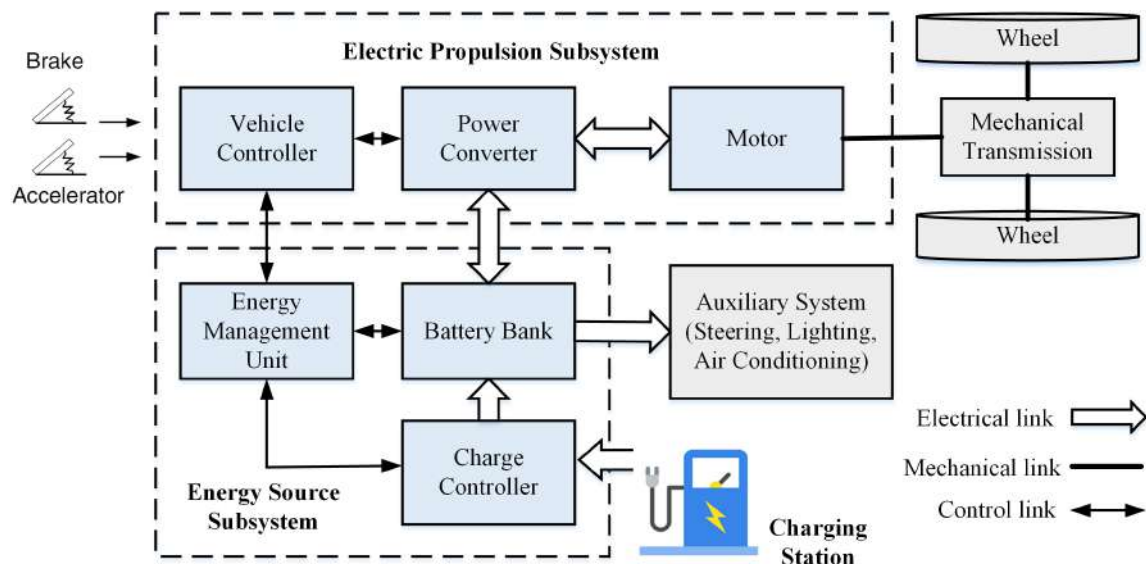 Electric Propulsion Subsystem
Brake
Accelerator
Vehicle
Controller
Power
Converter
Motor
Wheel
Mechanical
Transmission
Wheel
Energy
Management
Unit
Battery Bank
Auxiliary System
(Steering, Lighting,
Air Conditioning)
Charge
Controller
Energy Source
Subsystem
Charging
Station
Electrical link
Mechanical link
Control link